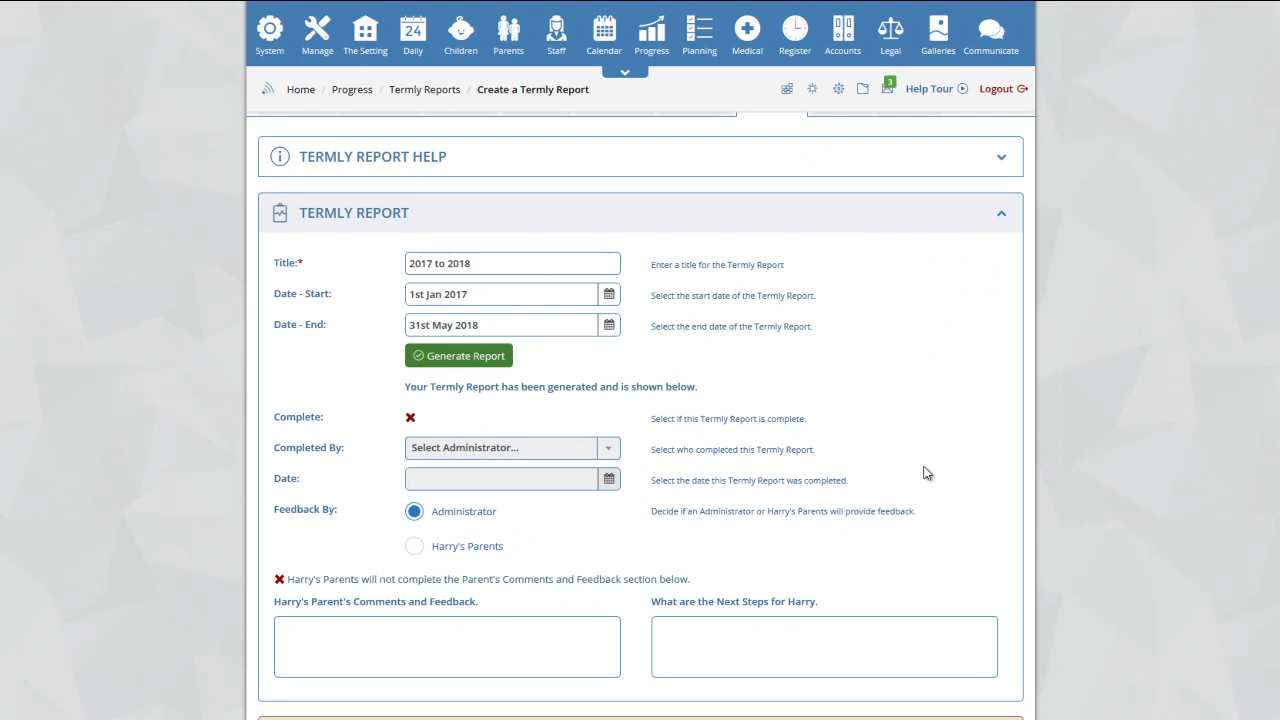 24
System Manage The Setting Daily Children Parents Staff Calendar Progress Planning Medical Register Accounts Legal Galleries Communicate
Home / Progress / Termly Reports / Create a Termly Report
3
Help Tour Logout
TERMLY REPORT HELP
TERMLY REPORT
Title:* 2017 to 2018 Enter a title for the Termly Report
Date - Start: 1st Jan 2017 Select the start date of the Termly Report.
Date - End: 31st May 2018 Select the end date of the Termly Report.
Generate Report
Your Termly Report has been generated and is shown below.
Complete: Select if this Termly Report is complete.
Completed By: Select Administrator... Select who completed this Termly Report.
Date: Select the date this Termly Report was completed.
Feedback By: Administrator Decide if an Administrator or Harry's Parents will provide feedback.
Harry's Parents
Harry's Parents will not complete the Parent's Comments and Feedback section below.
Harry's Parent's Comments and Feedback. What are the Next Steps for Harry.